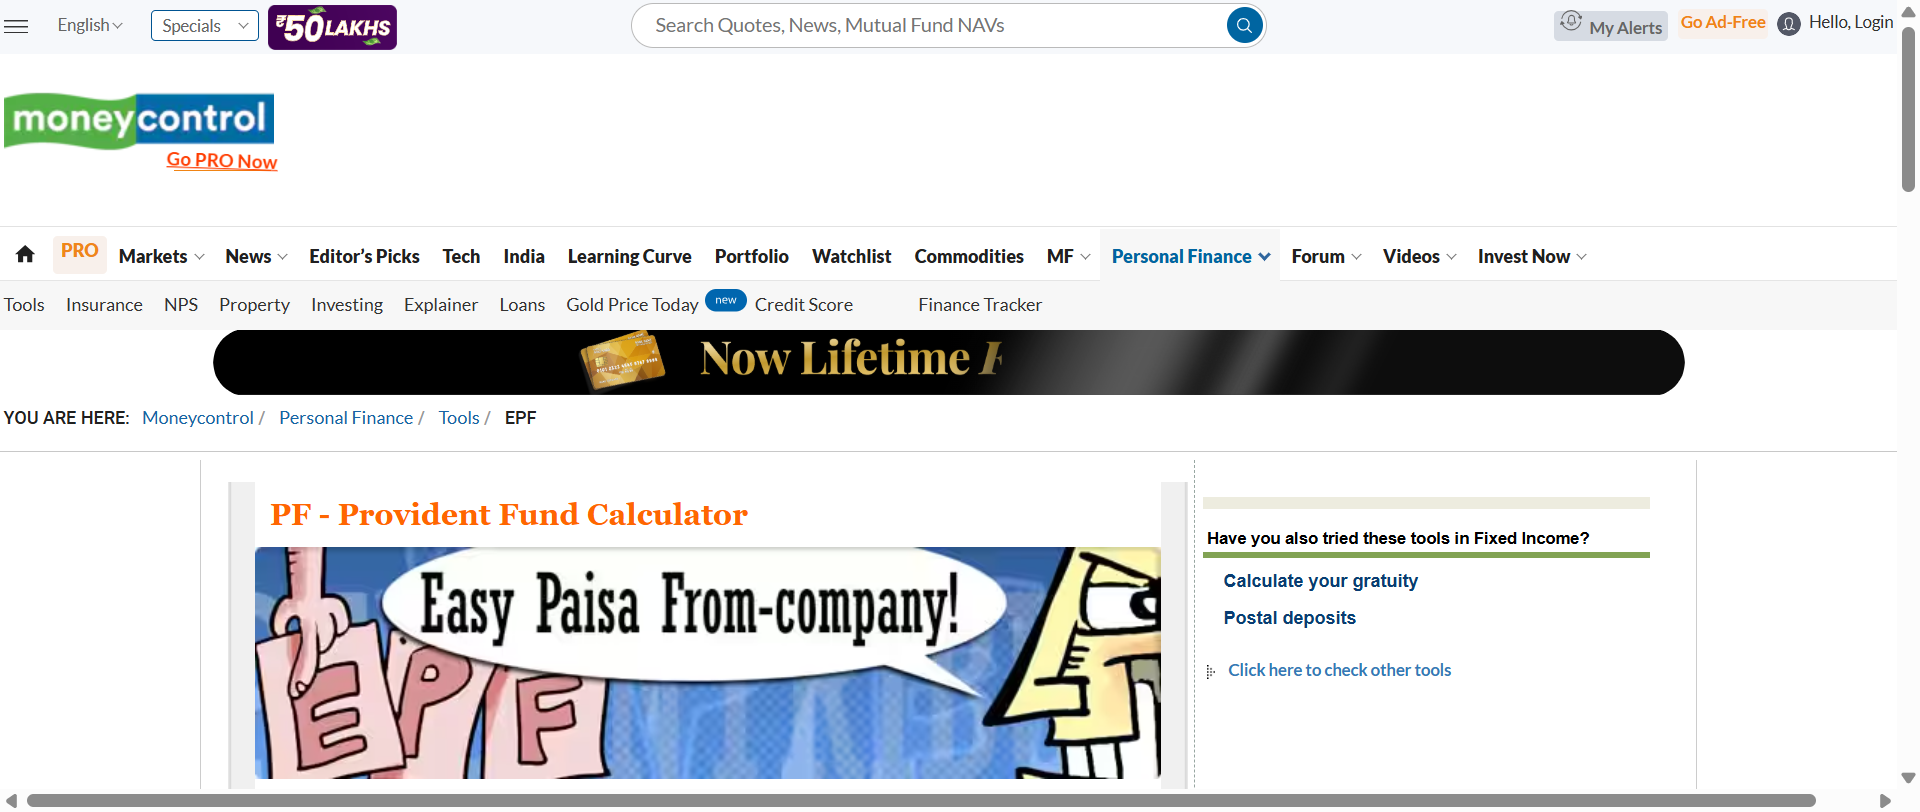 English
Specials
₹50 LAKHS
Search Quotes, News, Mutual Fund NAVs
My Alerts
Go Ad-Free
Hello, Login
moneycontrol
Go PRO Now
PRO Markets News Editor's Picks Tech India Learning Curve Portfolio Watchlist Commodities MF Personal Finance Forum Videos Invest Now
Tools Insurance NPS Property Investing Explainer Loans Gold Price Today new Credit Score Finance Tracker
Now Lifetime F
YOU ARE HERE: Moneycontrol / Personal Finance / Tools / EPF
PF - Provident Fund Calculator
Easy Paisa From-company!
EPF
Have you also tried these tools in Fixed Income?
Calculate your gratuity
Postal deposits
Click here to check other tools